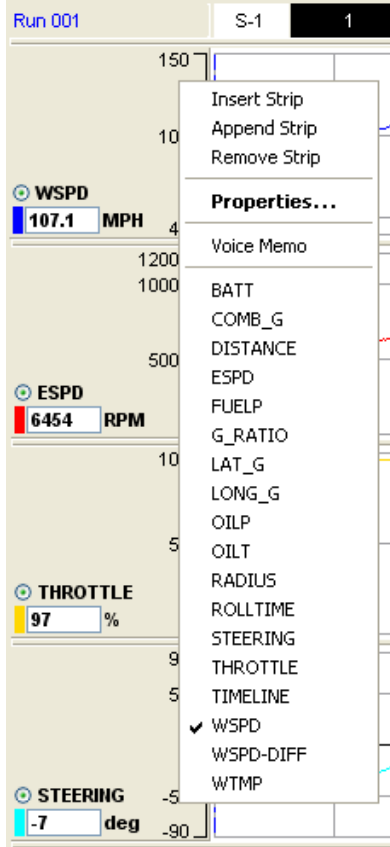 Run 001
S-1
1
150
10
WSPD
107.1 MPH
4
1200
1000
500
ESPD
6454 RPM
10
5
THROTTLE
97 %
9
5
STEERING
-5
-7 deg
-90
Insert Strip
Append Strip
Remove Strip
Properties...
Voice Memo
BATT
COMB_G
DISTANCE
ESPD
FUELP
G_RATIO
LAT_G
LONG_G
OILP
OILT
RADIUS
ROLLTIME
STEERING
THROTTLE
TIMELINE
WSPD
WSPD-DIFF
WTMP